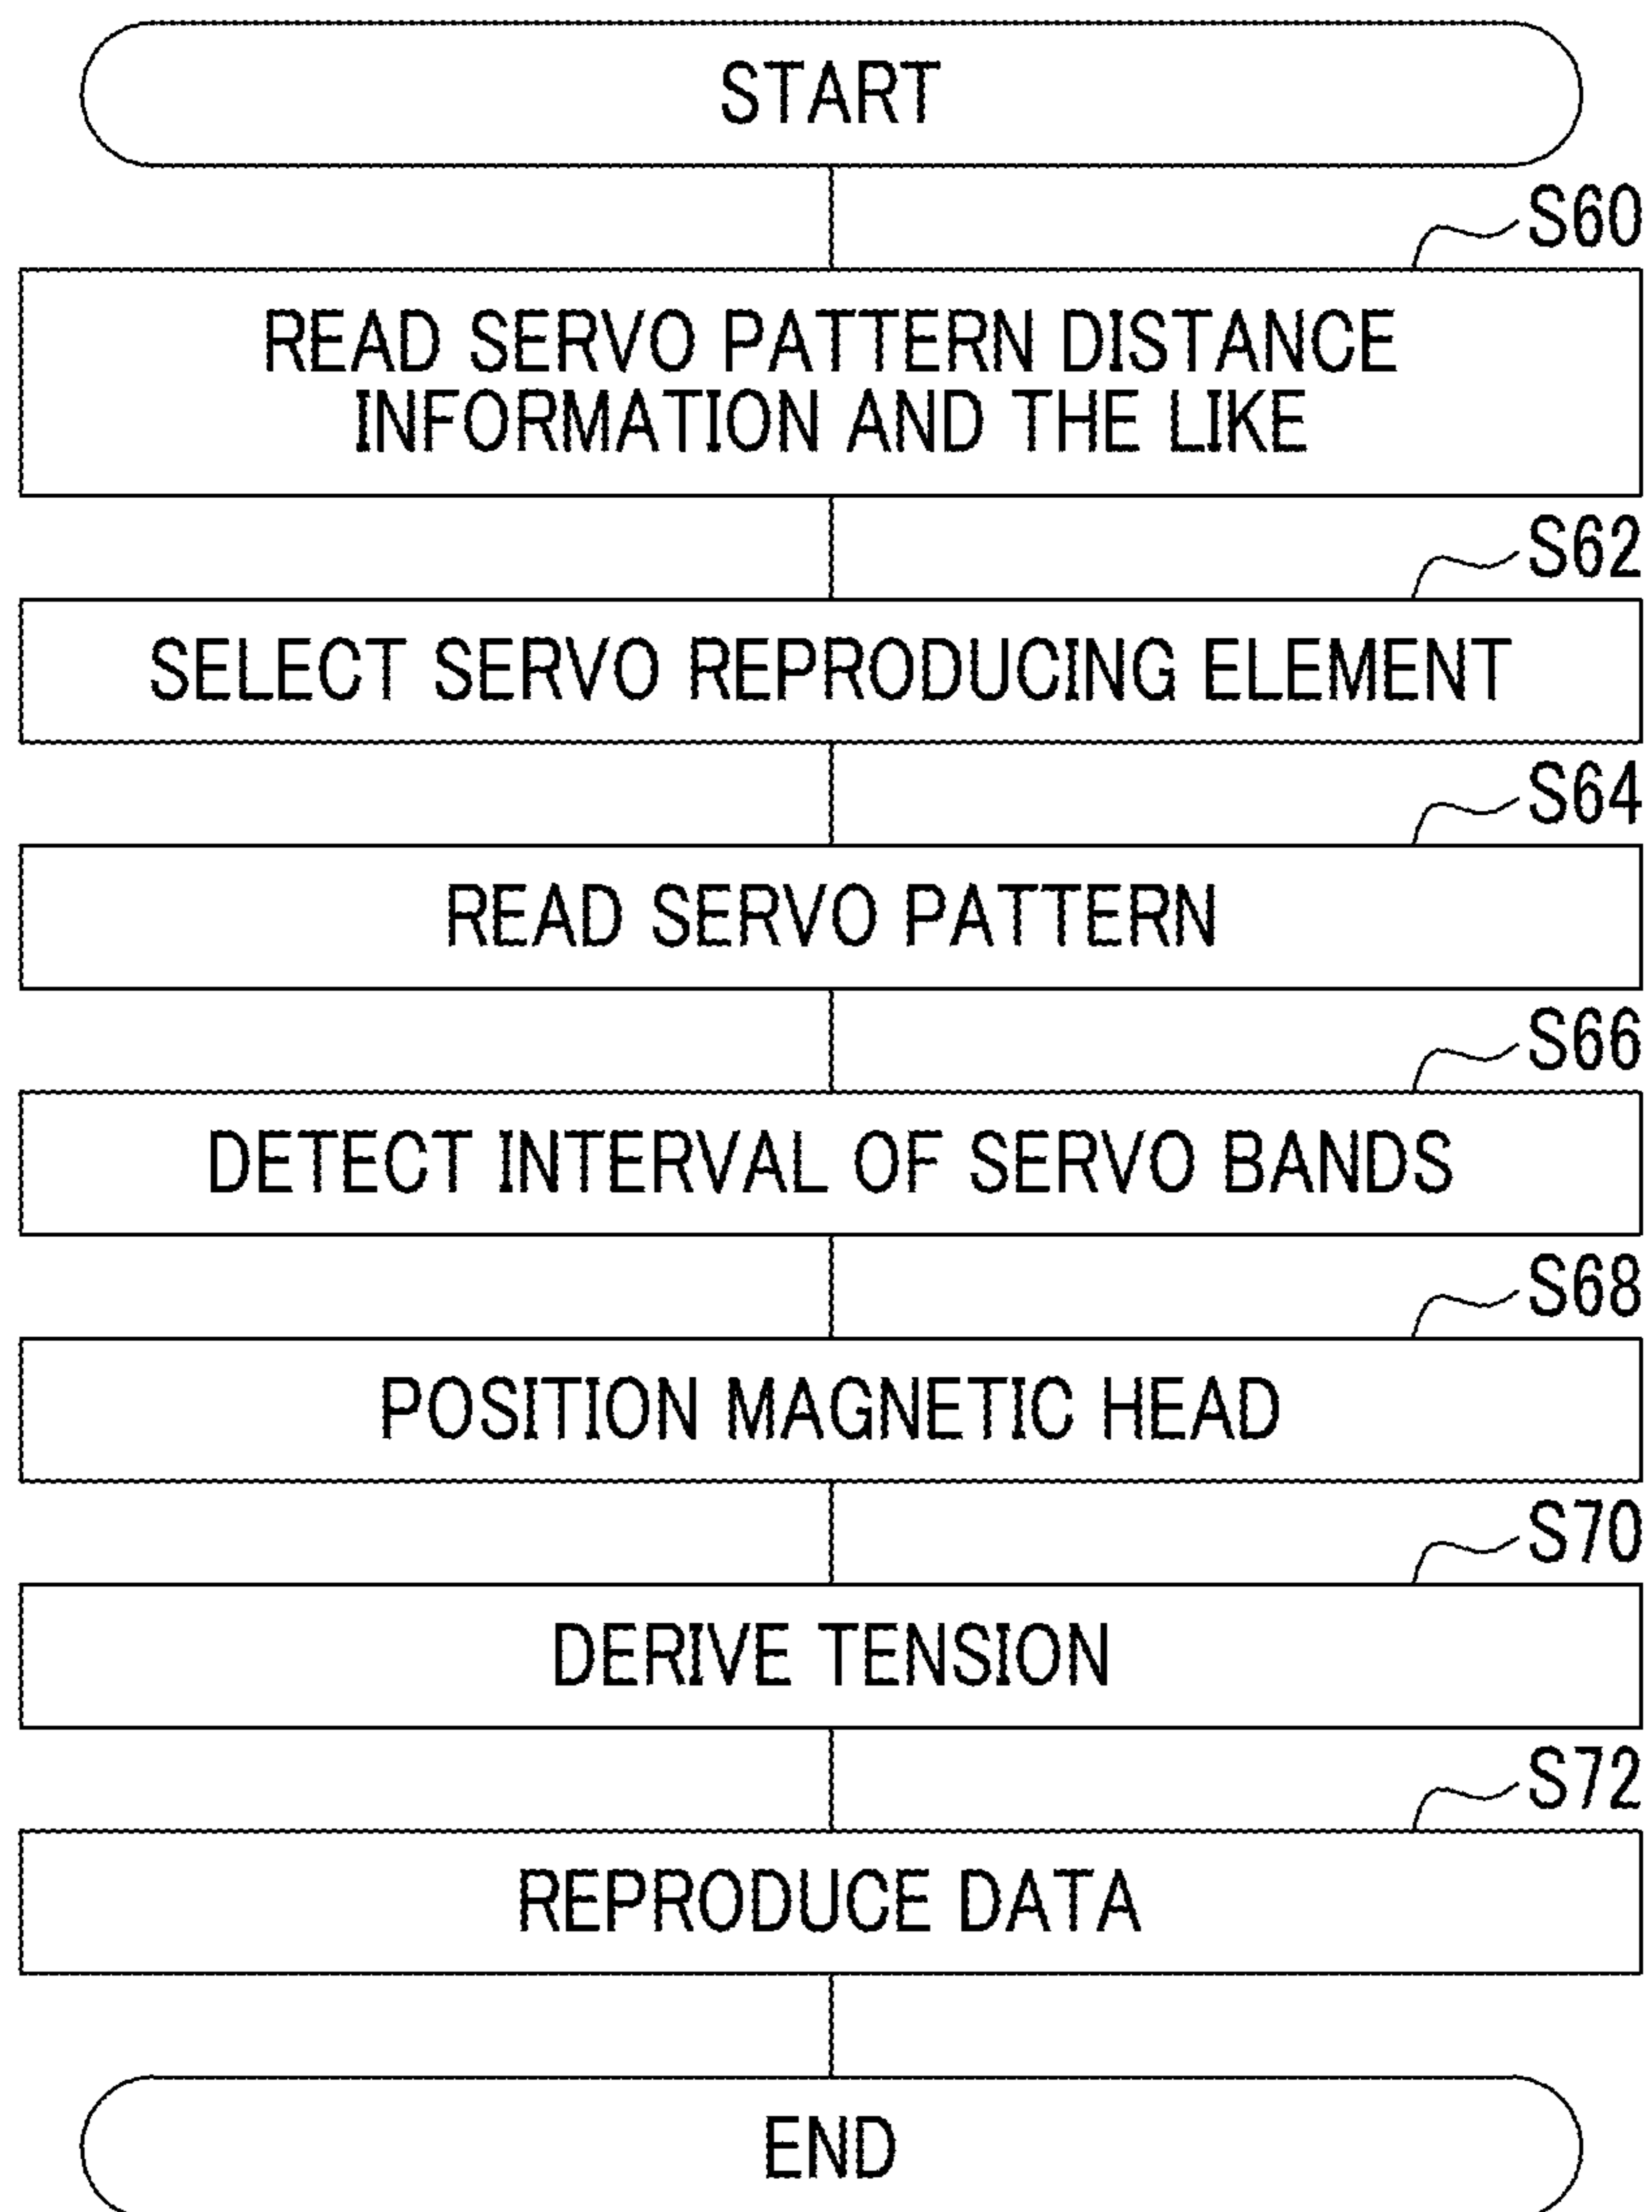 START
S60
READ SERVO PATTERN DISTANCE
INFORMATION AND THE LIKE
S62
SELECT SERVO REPRODUCING ELEMENT
S64
READ SERVO PATTERN
S66
DETECT INTERVAL OF SERVO BANDS
S68
POSITION MAGNETIC HEAD
S70
DERIVE TENSION
S72
REPRODUCE DATA
END